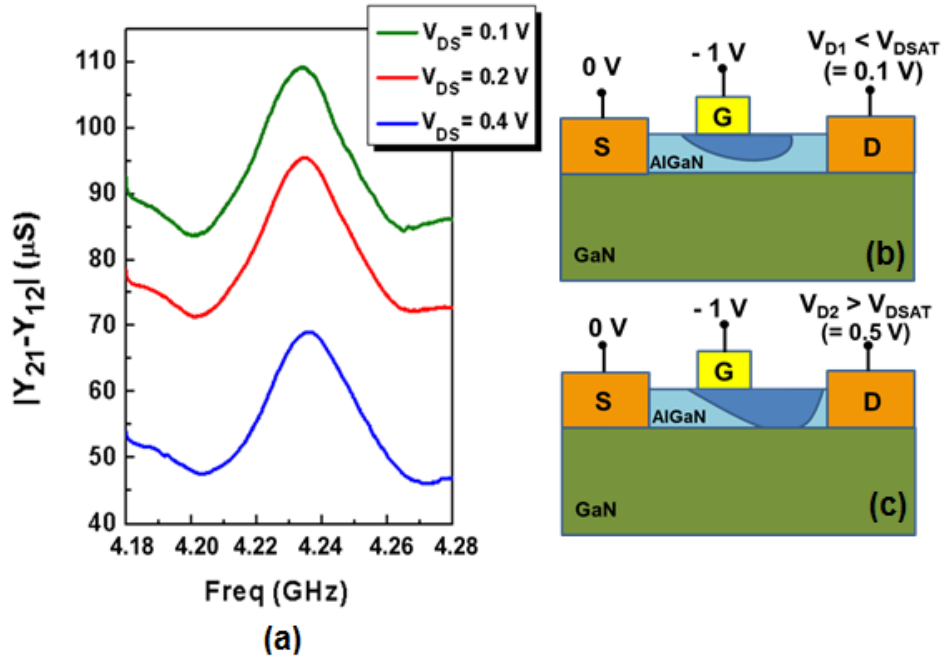 V_DS = 0.1 V
V_DS = 0.2 V
V_DS = 0.4 V
110
100
90
80
70
60
50
40
|Y_21-Y_12| (μS)
4.18 4.20 4.22 4.24 4.26 4.28
Freq (GHz)
(a)
0 V
- 1 V
V_D1 < V_DSAT
(= 0.1 V)
G
S
AlGaN
D
GaN
(b)
0 V
- 1 V
V_D2 > V_DSAT
(= 0.5 V)
G
S
AlGaN
D
GaN
(c)